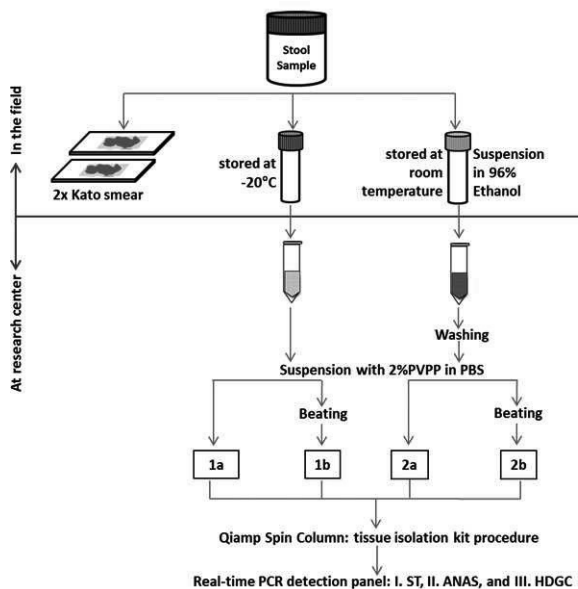 Stool
Sample
In the field
2x Kato smear
stored at
-20°C
stored at
room
temperature
Suspension
in 96%
Ethanol
At research center
Washing
Suspension with 2%PVPP in PBS
Beating
Beating
1a
1b
2a
2b
Qiamp Spin Column: tissue isolation kit procedure
Real-time PCR detection panel: I. ST, II. ANAS, and III. HDGC